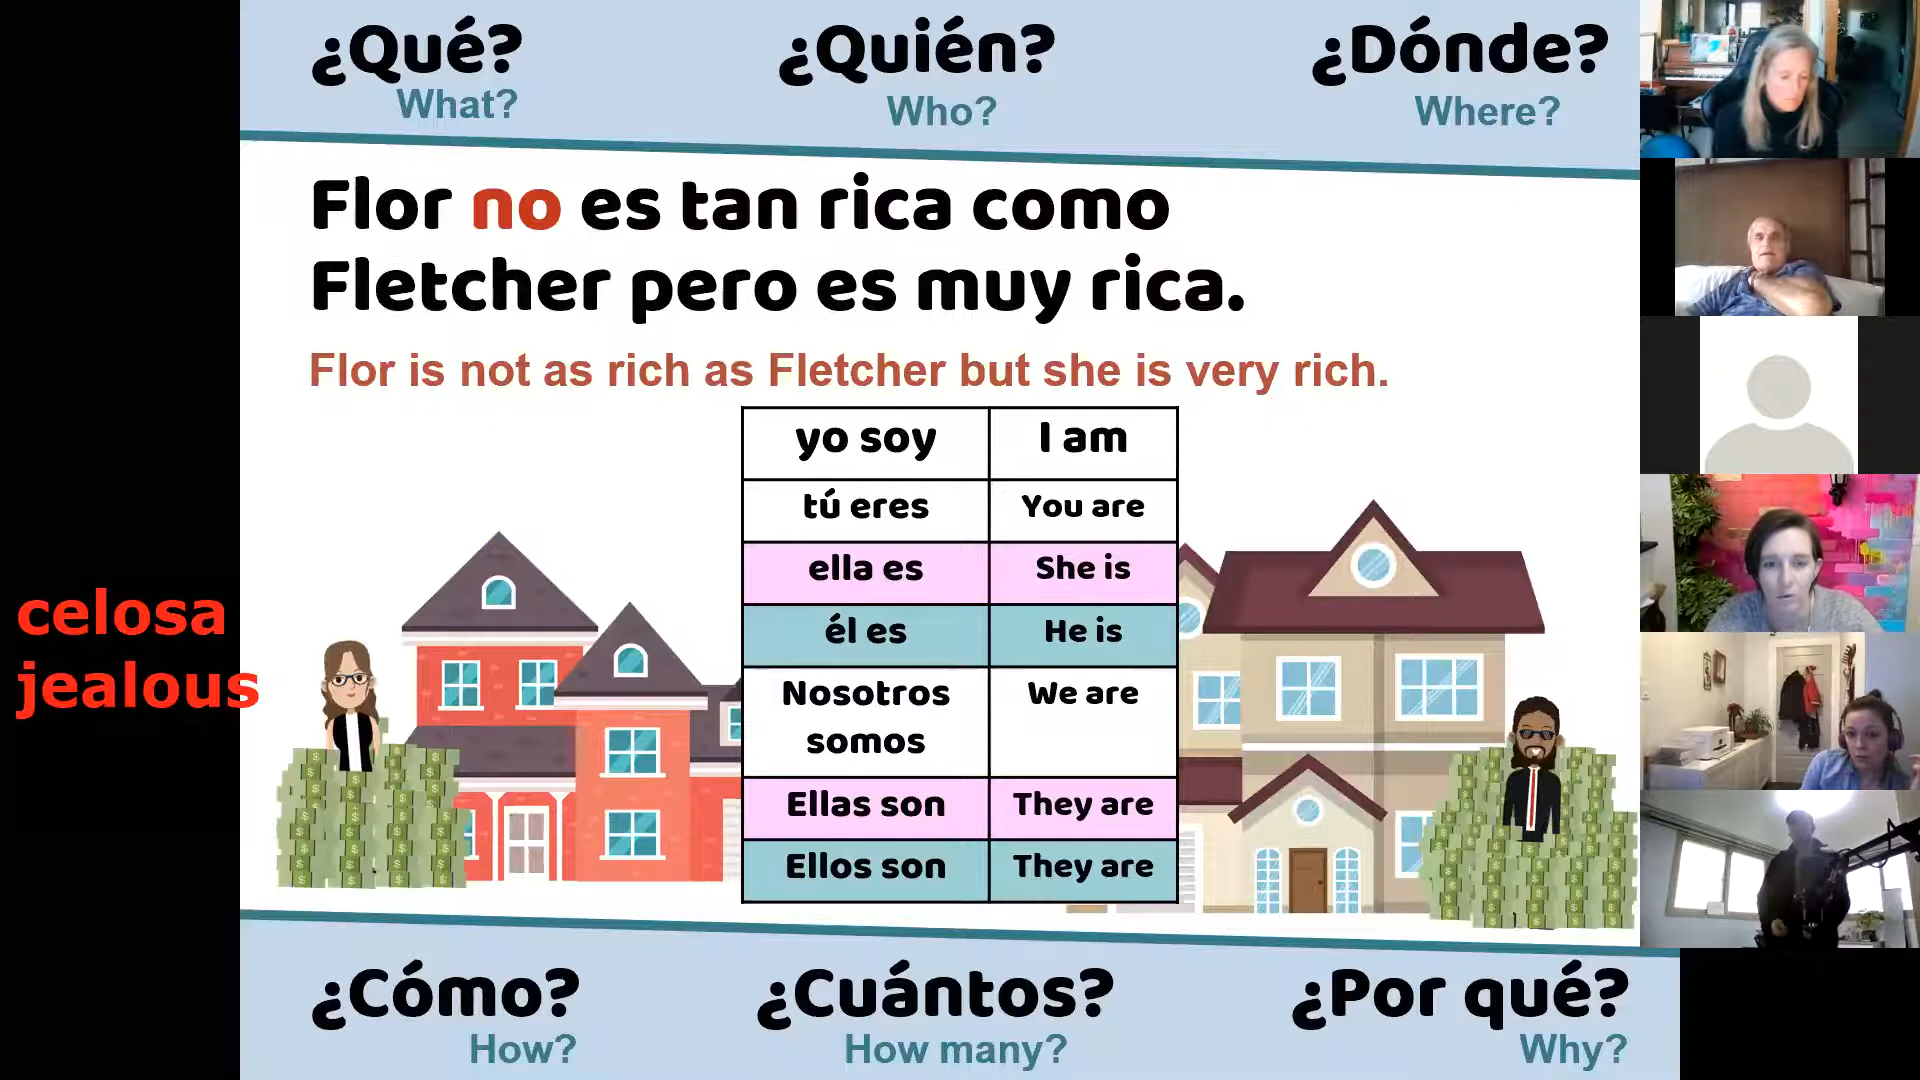 ¿Qué?
What?
¿Quién?
Who?
¿Dónde?
Where?
Flor no es tan rica como
Fletcher pero es muy rica.
Flor is not as rich as Fletcher but she is very rich.
yo soy
I am
tú eres
You are
ella es
She is
él es
He is
Nosotros
somos
We are
Ellas son
They are
Ellos son
They are
celosa
jealous
¿Cómo?
How?
¿Cuántos?
How many?
¿Por qué?
Why?